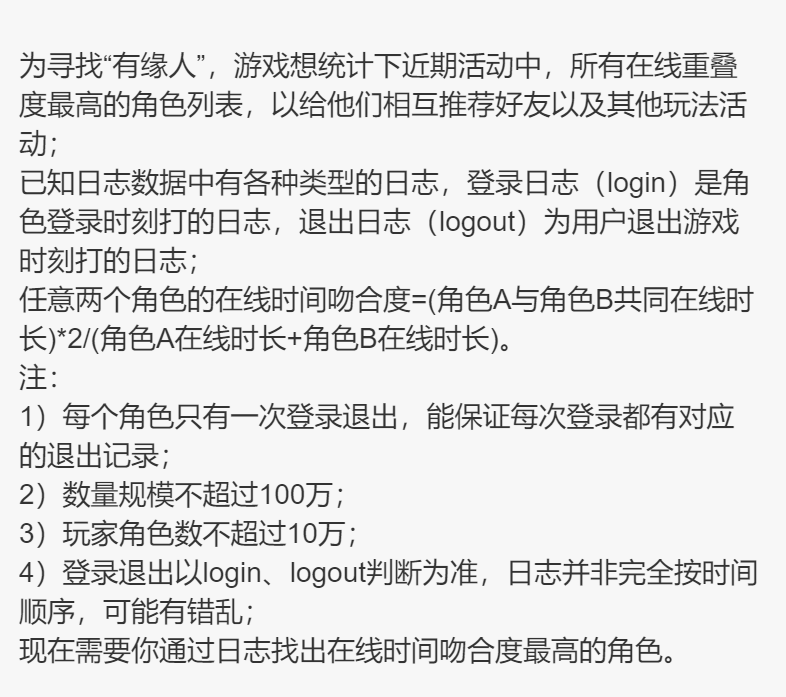 为寻找“有缘人”，游戏想统计下近期活动中，所有在线重叠
度最高的角色列表，以给他们相互推荐好友以及其他玩法活
动；
已知日志数据中有各种类型的日志，登录日志（login）是角
色登录时刻打的日志，退出日志（logout）为用户退出游戏
时刻打的日志；
任意两个角色的在线时间吻合度=(角色A与角色B共同在线时
长)*2/(角色A在线时长+角色B在线时长)。
注：
1）每个角色只有一次登录退出，能保证每次登录都有对应
的退出记录；
2）数量规模不超过100万；
3）玩家角色数不超过10万；
4）登录退出以login、logout判断为准，日志并非完全按时间
顺序，可能有错乱；
现在需要你通过日志找出在线时间吻合度最高的角色。